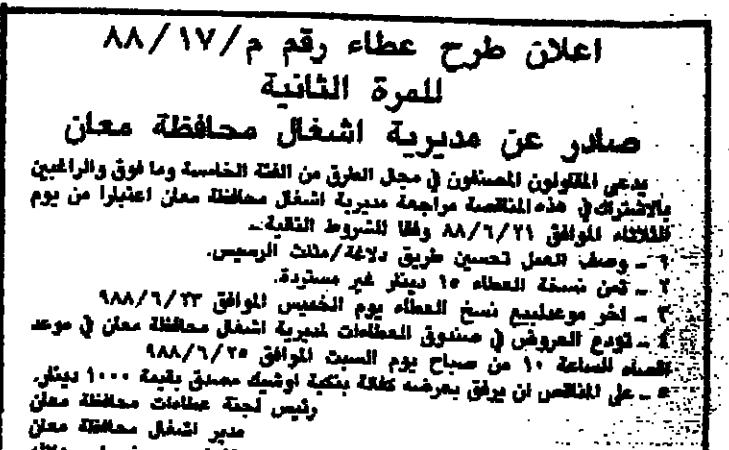 اعلان طرح عطاء رقم م/٨٨/١٧
للمرة الثانية
صادر عن مديرية اشغال محافظة معان
يدعى المقاولون المصنفون في مجال الطرق من الفئة الخامسة وما فوق والراغبين
بالاشتراك في هذه المناقصة مراجعة مديرية اشغال محافظة معان اعتبارا من يوم
الثلاثاء الموافق ٨٨/٦/٢١ وفقا للشروط التالية:ـ
١ ـ وصف العمل تحسين طريق دلاغة/مثلث الرسيس.
٢ ـ ثمن نسخة العطاء ١٥ دينار غير مستردة.
٣ ـ اخر موعد لبيع نسخ العطاء يوم الخميس الموافق ٩٨٨/٦/٢٣
٤ ـ تودع العروض في صندوق العطاءات لمديرية اشغال محافظة معان في موعد
اقصاه الساعة ١٠ من صباح يوم السبت الموافق ٩٨٨/٦/٢٥
٥ ـ على المناقص ان يرفق بعرضه كفالة بنكية اوشيك مصدق بقيمة ١٠٠٠ دينار.
رئيس لجنة عطاءات محافظة معان
مدير اشغال محافظة معان